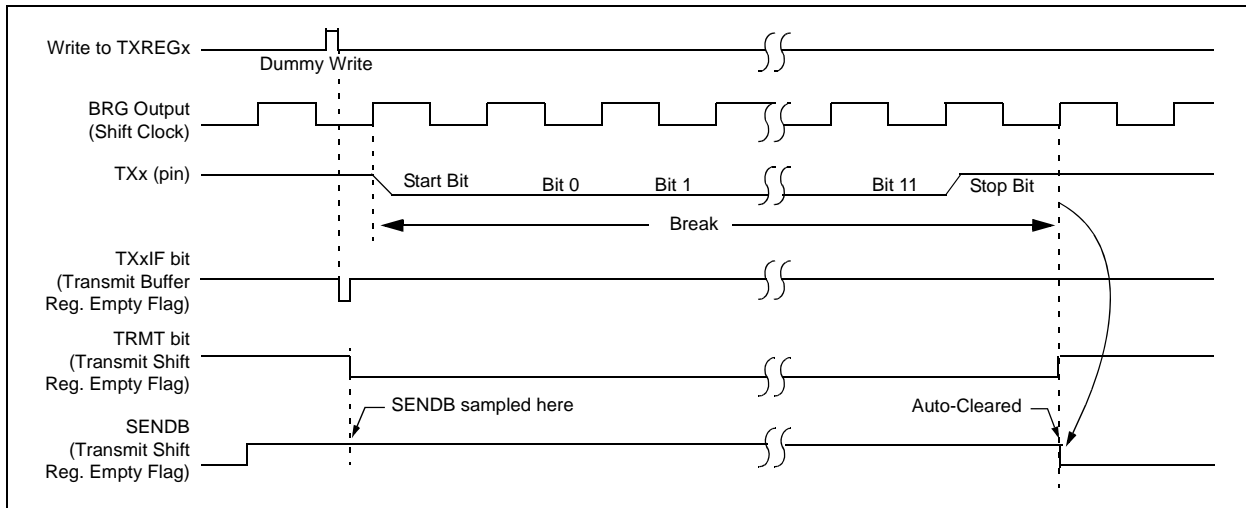 Write to TXREGx
Dummy Write
BRG Output
(Shift Clock)
TXx (pin)
Start Bit
Bit 0
Bit 1
Bit 11
Stop Bit
Break
TXxIF bit
(Transmit Buffer
Reg. Empty Flag)
TRMT bit
(Transmit Shift
Reg. Empty Flag)
SENDB sampled here
Auto-Cleared
SENDB
(Transmit Shift
Reg. Empty Flag)